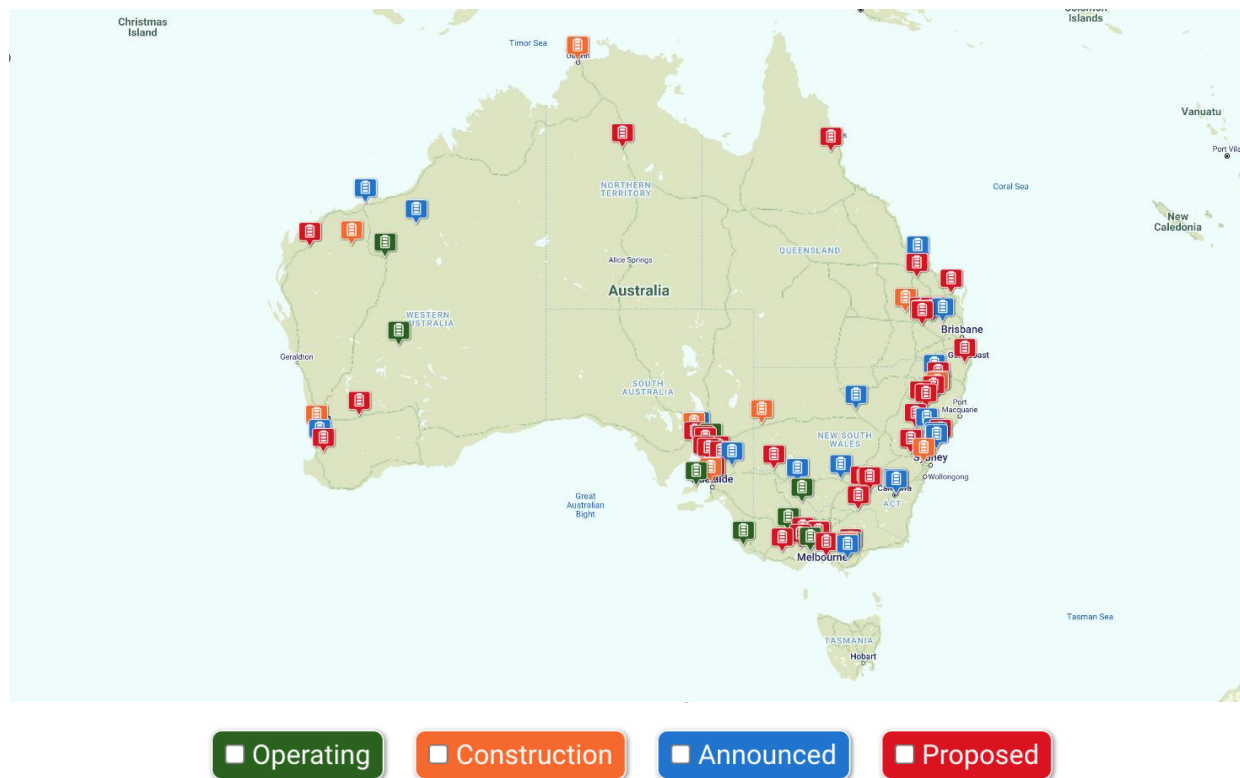 Christmas
Island
Solomon
Islands
Timor Sea
Vanuatu
Port Vila
NORTHERN
TERRITORY
Coral Sea
New
Caledonia
QUEENSLAND
Alice Springs
Australia
WESTERN
AUSTRALIA
Brisbane
Geraldton
SOUTH
AUSTRALIA
Port
Macquarie
NEW SOUTH
WALES
Sydney
Wollongong
ACT
Great
Australian
Bight
Melbourne
Tasman Sea
TASMANIA
Hobart
Operating
Construction
Announced
Proposed